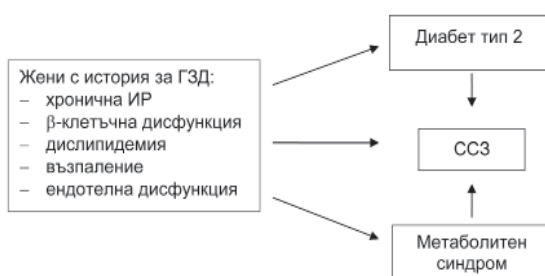 Жени с история за ГЗД:
– хронична ИР
– β-клетъчна дисфункция
– дислипидемия
– възпаление
– ендотелна дисфункция
Диабет тип 2
ССЗ
Метаболитен
синдром